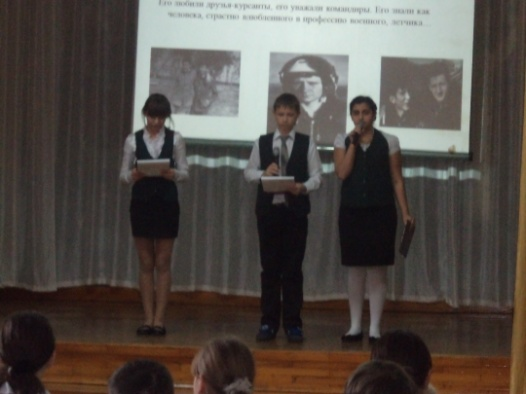 Его любили друзья-курсанты, его уважали командиры. Его знали как
человека, страстно влюбленного в профессию военного, летчика...